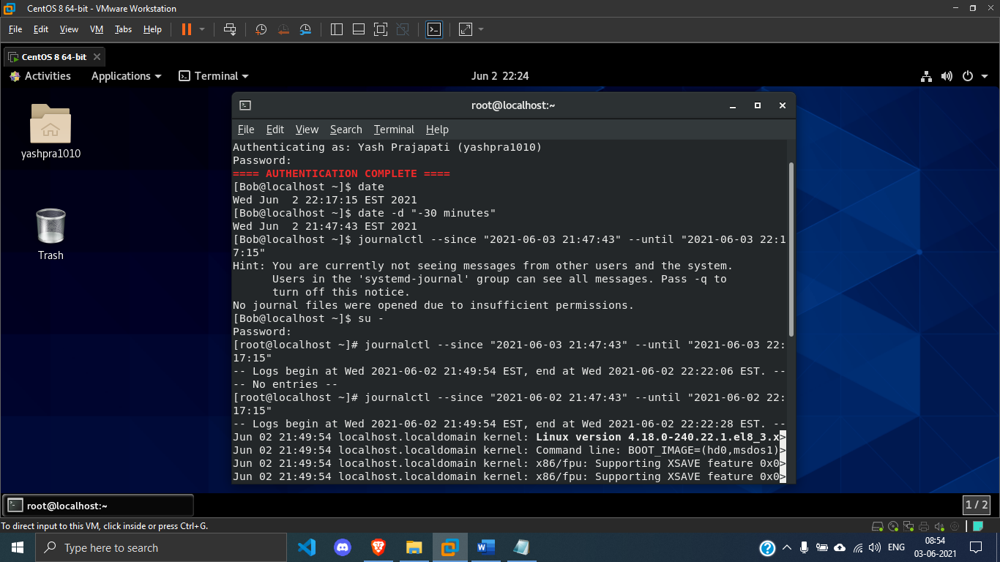 CentOS 8 64-bit - VMware Workstation
File Edit View VM Tabs Help
CentOS 8 64-bit
Activities Applications Terminal Jun 2 22:24
yashpra1010
Trash
root@localhost:~
File Edit View Search Terminal Help
Authenticating as: Yash Prajapati (yashpra1010)
Password:
==== AUTHENTICATION COMPLETE ====
[Bob@localhost ~]$ date
Wed Jun  2 22:17:15 EST 2021
[Bob@localhost ~]$ date -d "-30 minutes"
Wed Jun  2 21:47:43 EST 2021
[Bob@localhost ~]$ journalctl --since "2021-06-03 21:47:43" --until "2021-06-03 22:1
7:15"
Hint: You are currently not seeing messages from other users and the system.
      Users in the 'systemd-journal' group can see all messages. Pass -q to
      turn off this notice.
No journal files were opened due to insufficient permissions.
[Bob@localhost ~]$ su -
Password:
[root@localhost ~]# journalctl --since "2021-06-03 21:47:43" --until "2021-06-03 22:
17:15"
-- Logs begin at Wed 2021-06-02 21:49:54 EST, end at Wed 2021-06-02 22:22:06 EST. --
-- No entries --
[root@localhost ~]# journalctl --since "2021-06-02 21:47:43" --until "2021-06-02 22:
17:15"
-- Logs begin at Wed 2021-06-02 21:49:54 EST, end at Wed 2021-06-02 22:22:28 EST. --
Jun 02 21:49:54 localhost.localdomain kernel: Linux version 4.18.0-240.22.1.el8_3.x>
Jun 02 21:49:54 localhost.localdomain kernel: Command line: BOOT_IMAGE=(hd0,msdos1)>
Jun 02 21:49:54 localhost.localdomain kernel: x86/fpu: Supporting XSAVE feature 0x0>
Jun 02 21:49:54 localhost.localdomain kernel: x86/fpu: Supporting XSAVE feature 0x0>
root@localhost:~
1 / 2
To direct input to this VM, click inside or press Ctrl+G.
Type here to search
ENG
08:54
03-06-2021